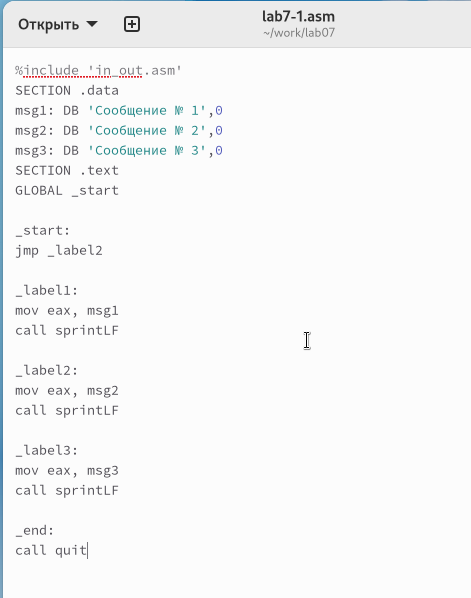 Открыть
lab7-1.asm
~/work/lab07
%include 'in_out.asm'
SECTION .data
msg1: DB 'Сообщение № 1',0
msg2: DB 'Сообщение № 2',0
msg3: DB 'Сообщение № 3',0
SECTION .text
GLOBAL _start

_start:
jmp _label2

_label1:
mov eax, msg1
call sprintLF

_label2:
mov eax, msg2
call sprintLF

_label3:
mov eax, msg3
call sprintLF

_end:
call quit